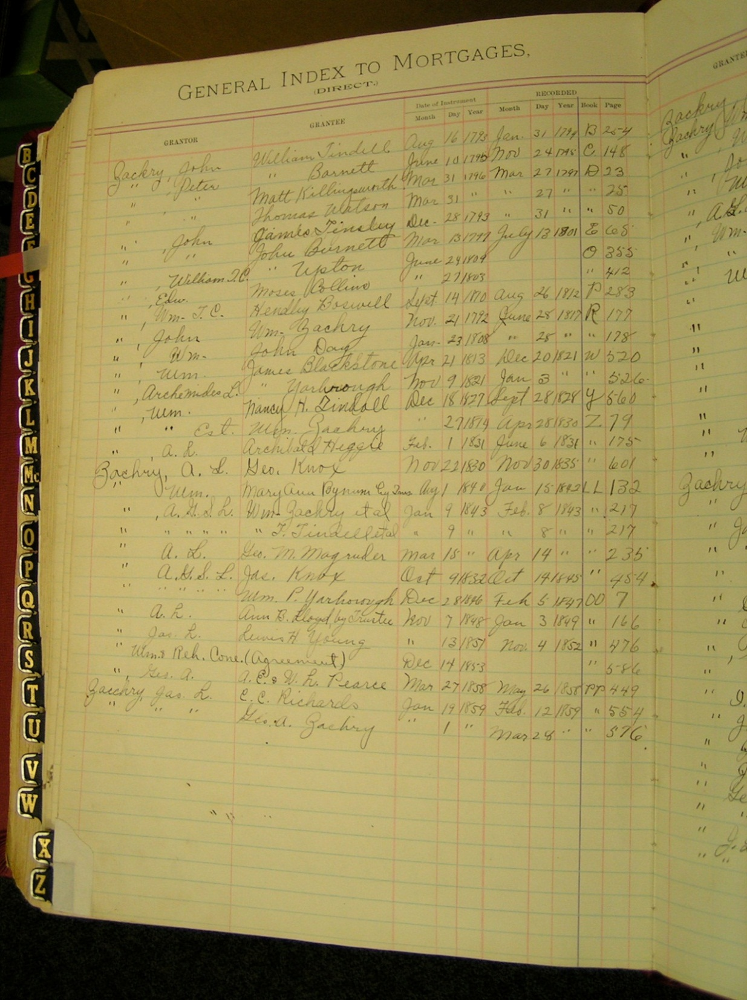 GENERAL INDEX TO MORTGAGES,
(DIRECT.)
GRANTOR GRANTEE Date of Instrument RECORDED
Month Day Year Month Day Year Book Page
Zachry, John William Tindell Aug 16 1793 Jan. 31 1794 B 254
" , Peter " Barnett June 10 1795 Nov 24 1795 C 148
" " Matt Killingsworth Mar 31 1796 Mar 27 1797 D 23
" " Thomas Watson Mar 31 " " 27 " " 25
" , John James Tinsley Dec. 28 1793 " 31 " " 50
" " John Burnett Mar 13 1797 July 13 1801 E 65
" , William T.C. " Upton June 29 1809 O 355
" , Edw. Moses Collins " 27 1803 " 412
" , Wm. T. C. Hendley Boswell Sept. 14 1810 Aug 26 1812 P 283
" , John Wm. Zachry Nov. 21 1792 June 28 1817 R 177
" , Wm. John Day Jan. 23 1808 " 28 " " 178
" , Wm. James Blackstone Apr 21 1813 Dec 20 1821 W 520
" , Archemides L. " Yarbrough Nov 9 1821 Jan 3 " " 526
" , Wm. Nancy H. Tindall Dec 18 1827 Sept 28 1828 Y 560
" " Est. Wm. Zachry " 27 1819 Apr 28 1830 Z 79
" , A. L. Archibald Heggie Feb. 1 1831 June 6 1831 " 175
Zachry, A. L. Geo. Knox Nov 22 1830 Nov 30 1835 " 601
" Wm. Mary Ann Bynum by Aug 1 1840 Jan 15 1842 LL 132
" , A. G. S. L. Wm. Zachry et al Jan 9 1843 Feb. 8 1843 " 217
" " " " " " T. Tindell et al " 9 " " 8 " " 217
" A. L. Geo. M. Magruder Mar 15 " Apr 14 " " 235
" A. G. S. L. Jas. Knox Oct 9 1832 Oct 14 1845 " 454
" " " " " Wm. P. Yarborough Dec 28 1846 Feb 5 1847 OO 7
" A. L. Ann B. Lloyd, by Trustee Nov 7 1848 Jan 3 1849 " 166
" Jas. L. Lewis H. Young " 13 1851 Nov. 4 1852 " 476
" Wm. & Reh. Cone. (Agreement) Dec 14 1853 " 586
" , Geo. A. A. C. & W. L. Pearce Mar 27 1858 May 26 1858 PP 449
Zacchry, Jas. L. C. C. Richards Jan 19 1859 Feb. 12 1859 " 554
" " " Geo. A. Zachry " 1 " Mar 28 " " 576
" " "
B
C
D
E
F
G
H
I
J
K
L
M
Mc
N
O
P
Q
R
S
T
U
V
W
X
Z
Zachry
Zachry
A.
Wm.
Zachry